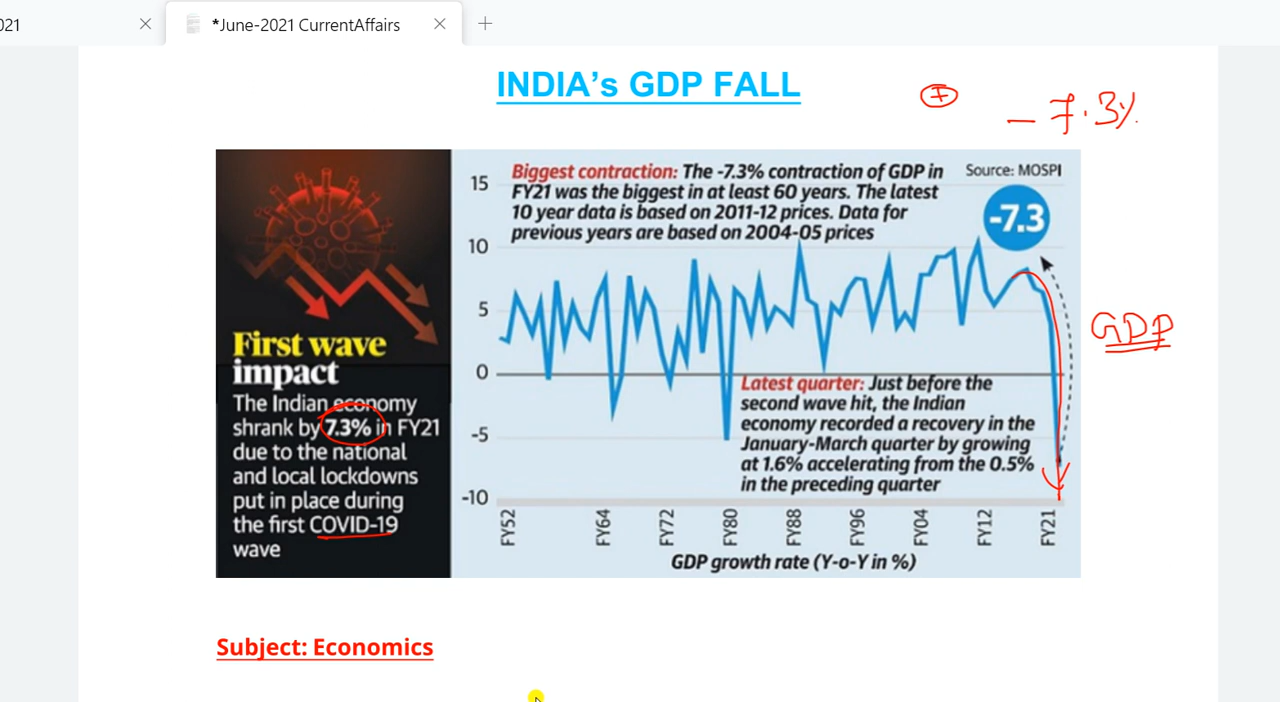 021
*June-2021 CurrentAffairs
INDIA's GDP FALL
- 7.3%
Biggest contraction: The -7.3% contraction of GDP in
FY21 was the biggest in at least 60 years. The latest
10 year data is based on 2011-12 prices. Data for
previous years are based on 2004-05 prices
Source: MOSPI
-7.3
15
10
5
0
-5
-10
GDP
First wave
impact
The Indian economy
shrank by 7.3% in FY21
due to the national
and local lockdowns
put in place during
the first COVID-19
wave
Latest quarter: Just before the
second wave hit, the Indian
economy recorded a recovery in the
January-March quarter by growing
at 1.6% accelerating from the 0.5%
in the preceding quarter
FY52
FY64
FY72
FY80
FY88
FY96
FY04
FY12
FY21
GDP growth rate (Y-o-Y in %)
Subject: Economics